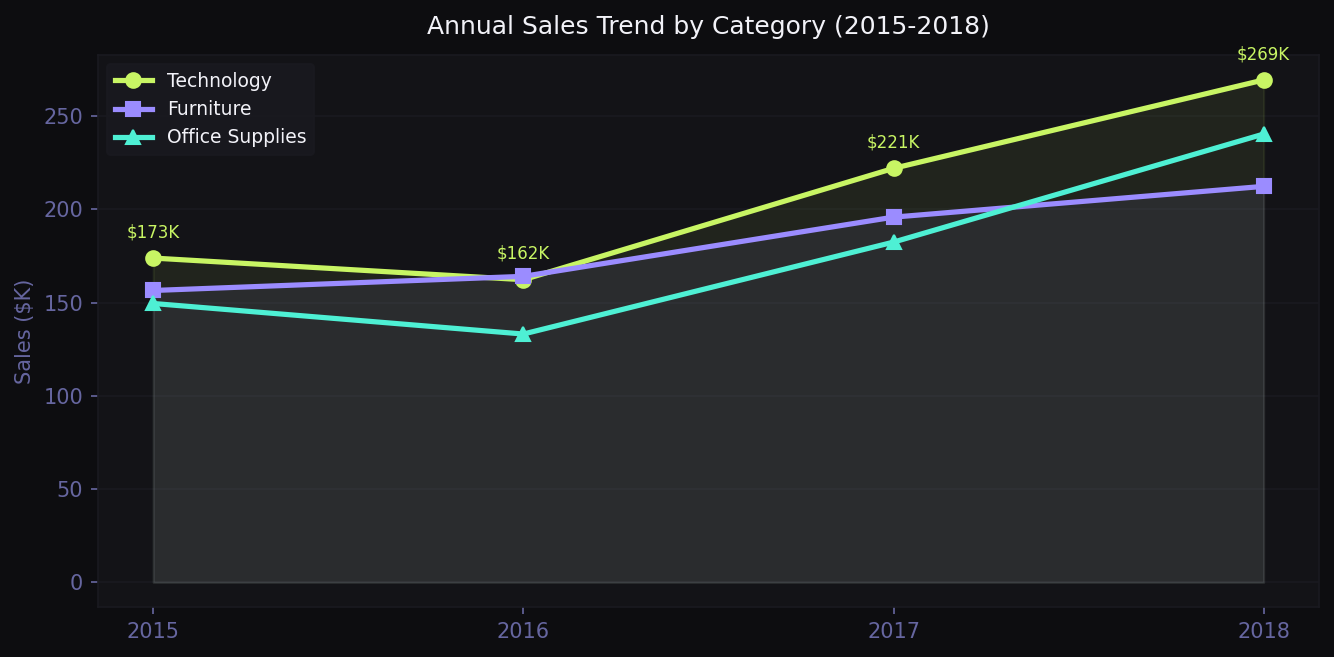 Annual Sales Trend by Category (2015-2018)
Technology
Furniture
Office Supplies
$269K
$221K
$173K
$162K
Sales ($K)
250
200
150
100
50
0
2015
2016
2017
2018